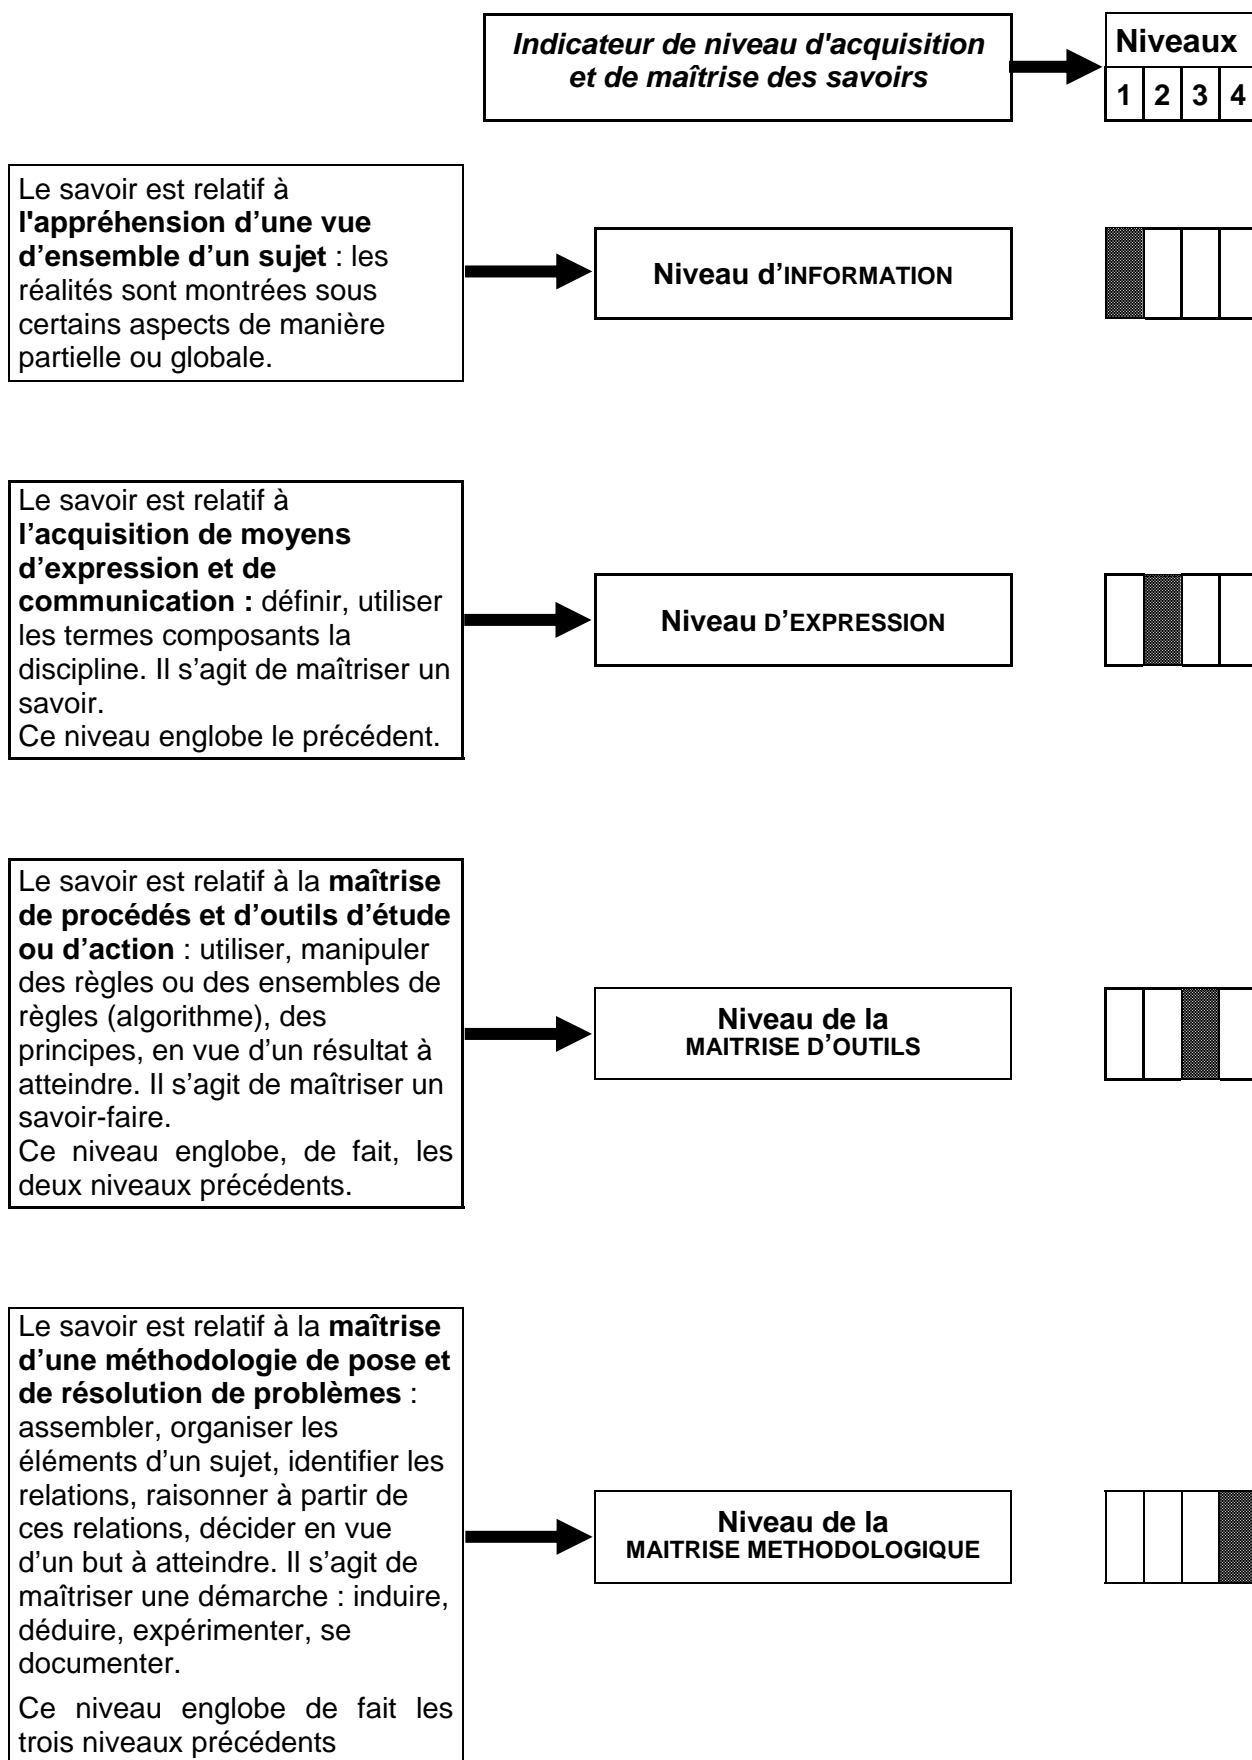 Indicateur de niveau d'acquisition
et de maîtrise des savoirs
Niveaux
1 2 3 4
Le savoir est relatif à
l'appréhension d’une vue
d’ensemble d’un sujet : les
réalités sont montrées sous
certains aspects de manière
partielle ou globale.
Niveau d’INFORMATION
Le savoir est relatif à
l’acquisition de moyens
d’expression et de
communication : définir, utiliser
les termes composants la
discipline. Il s’agit de maîtriser un
savoir.
Ce niveau englobe le précédent.
Niveau D’EXPRESSION
Le savoir est relatif à la maîtrise
de procédés et d’outils d’étude
ou d’action : utiliser, manipuler
des règles ou des ensembles de
règles (algorithme), des
principes, en vue d’un résultat à
atteindre. Il s’agit de maîtriser un
savoir-faire.
Ce niveau englobe, de fait, les
deux niveaux précédents.
Niveau de la
MAITRISE D’OUTILS
Le savoir est relatif à la maîtrise
d’une méthodologie de pose et
de résolution de problèmes :
assembler, organiser les
éléments d’un sujet, identifier les
relations, raisonner à partir de
ces relations, décider en vue
d’un but à atteindre. Il s’agit de
maîtriser une démarche : induire,
déduire, expérimenter, se
documenter.
Ce niveau englobe de fait les
trois niveaux précédents
Niveau de la
MAITRISE METHODOLOGIQUE